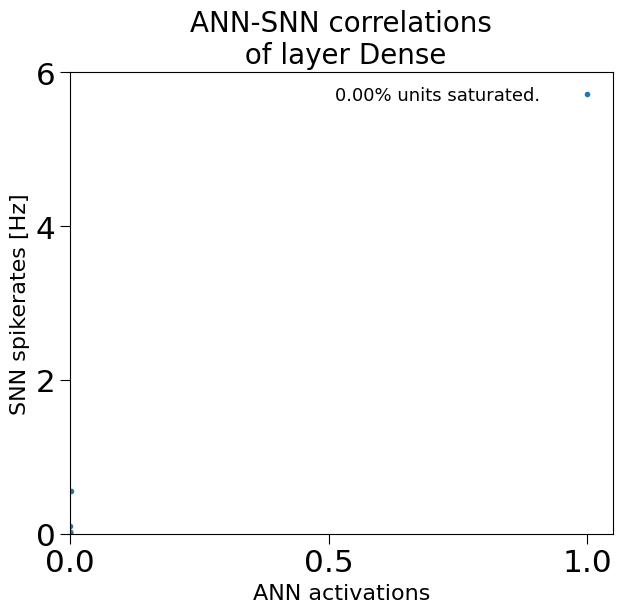 ANN-SNN correlations
of layer Dense
0.00% units saturated.
SNN spikerates [Hz]
6
4
2
0
0.0 0.5 1.0
ANN activations